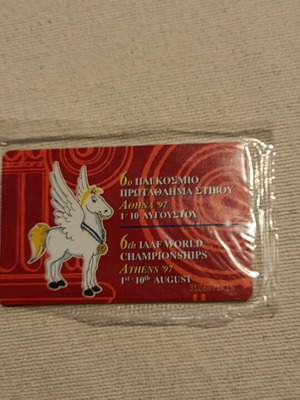 6ο ΠΑΓΚΟΣΜΙΟ
ΠΡΩΤΑΘΛΗΜΑ ΣΤΙΒΟΥ
ΑΘΗΝΑ '97
1-10 ΑΥΓΟΥΣΤΟΥ
6th IAAF WORLD
CHAMPIONSHIPS
ATHENS '97
1st-10th AUGUST